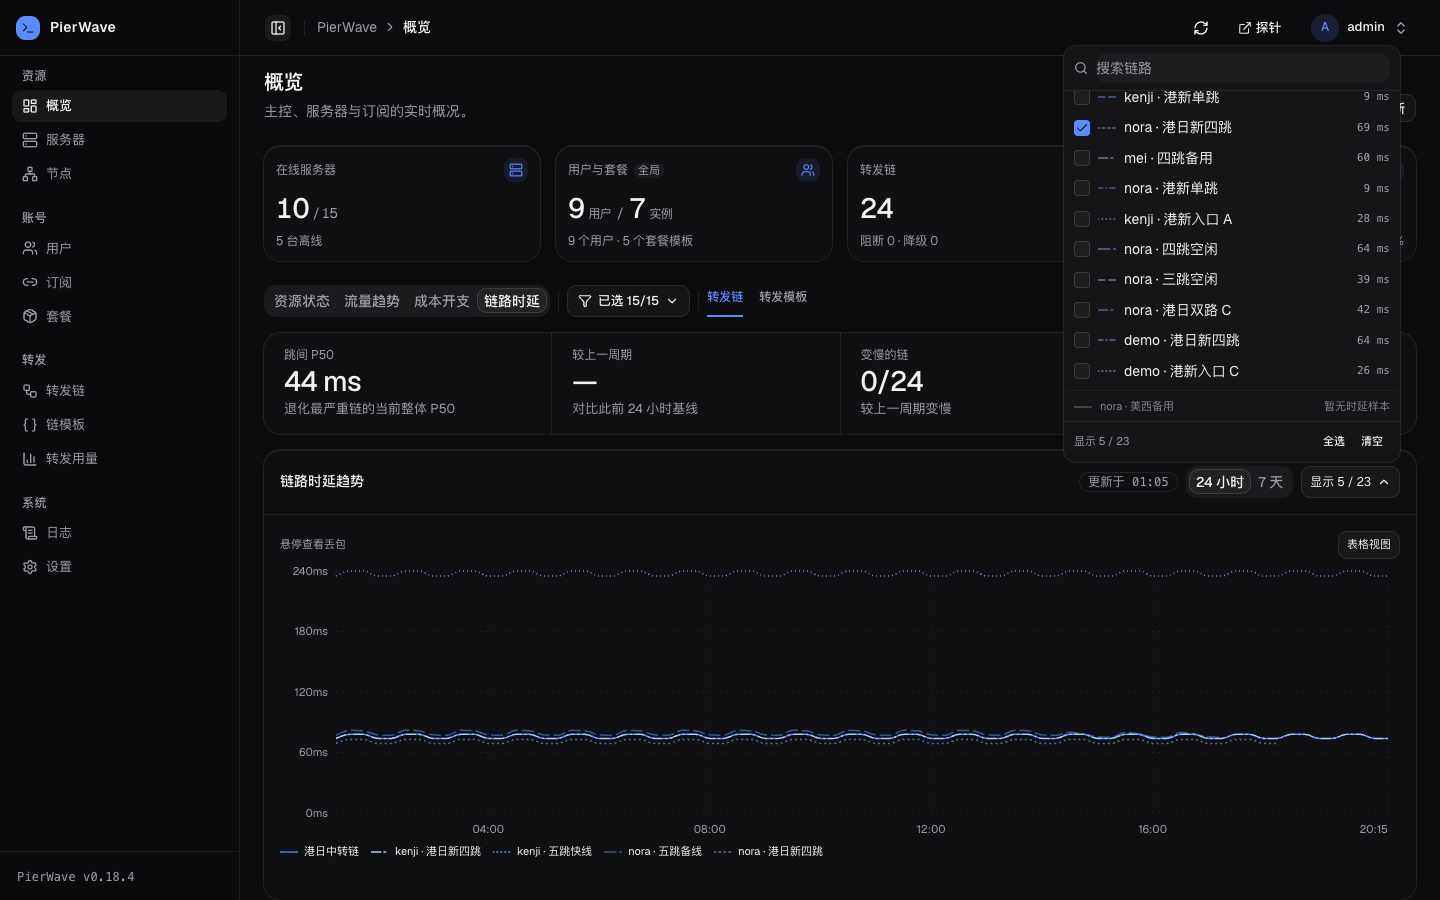 PierWave
PierWave > 概览
探针
A admin
资源
概览
服务器
节点
账号
用户
订阅
套餐
转发
转发链
链模板
转发用量
系统
日志
设置
PierWave v0.18.4
概览
主控、服务器与订阅的实时概况。
新
在线服务器
10 / 15
5 台离线
用户与套餐 全局
9 用户 / 7 实例
9 个用户 · 5 个套餐模板
转发链
24
阻断 0 · 降级 0
%
资源状态 流量趋势 成本开支 链路时延
已选 15/15
转发链 转发模板
跳间 P50
44 ms
退化最严重链的当前整体 P50
较上一周期
—
对比此前 24 小时基线
变慢的链
0/24
较上一周期变慢
搜索链路
kenji · 港新单跳 9 ms
nora · 港日新四跳 69 ms
mei · 四跳备用 60 ms
nora · 港新单跳 9 ms
kenji · 港新入口 A 28 ms
nora · 四跳空闲 64 ms
nora · 三跳空闲 39 ms
nora · 港日双路 C 42 ms
demo · 港日新四跳 64 ms
demo · 港新入口 C 26 ms
nora · 美西备用 暂无时延样本
显示 5 / 23 全选 清空
链路时延趋势
更新于 01:05
24 小时 7 天
显示 5 / 23
悬停查看丢包
表格视图
240ms
180ms
120ms
60ms
0ms
04:00 08:00 12:00 16:00 20:15
港日中转链 kenji · 港日新四跳 kenji · 五跳快线 nora · 五跳备线 nora · 港日新四跳